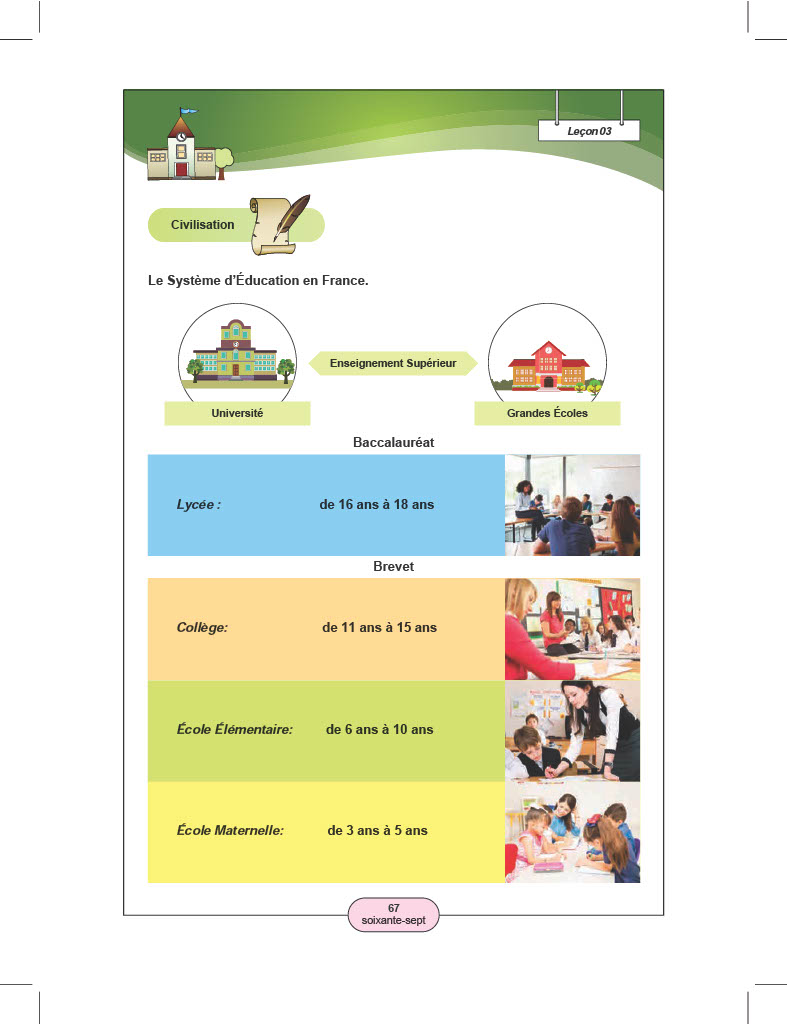 Leçon 03
Civilisation
Le Système d'Éducation en France.
Enseignement Supérieur
Université
Grandes Écoles
Baccalauréat
Lycée : de 16 ans à 18 ans
Brevet
Collège: de 11 ans à 15 ans
École Élémentaire: de 6 ans à 10 ans
École Maternelle: de 3 ans à 5 ans
67
soixante-sept